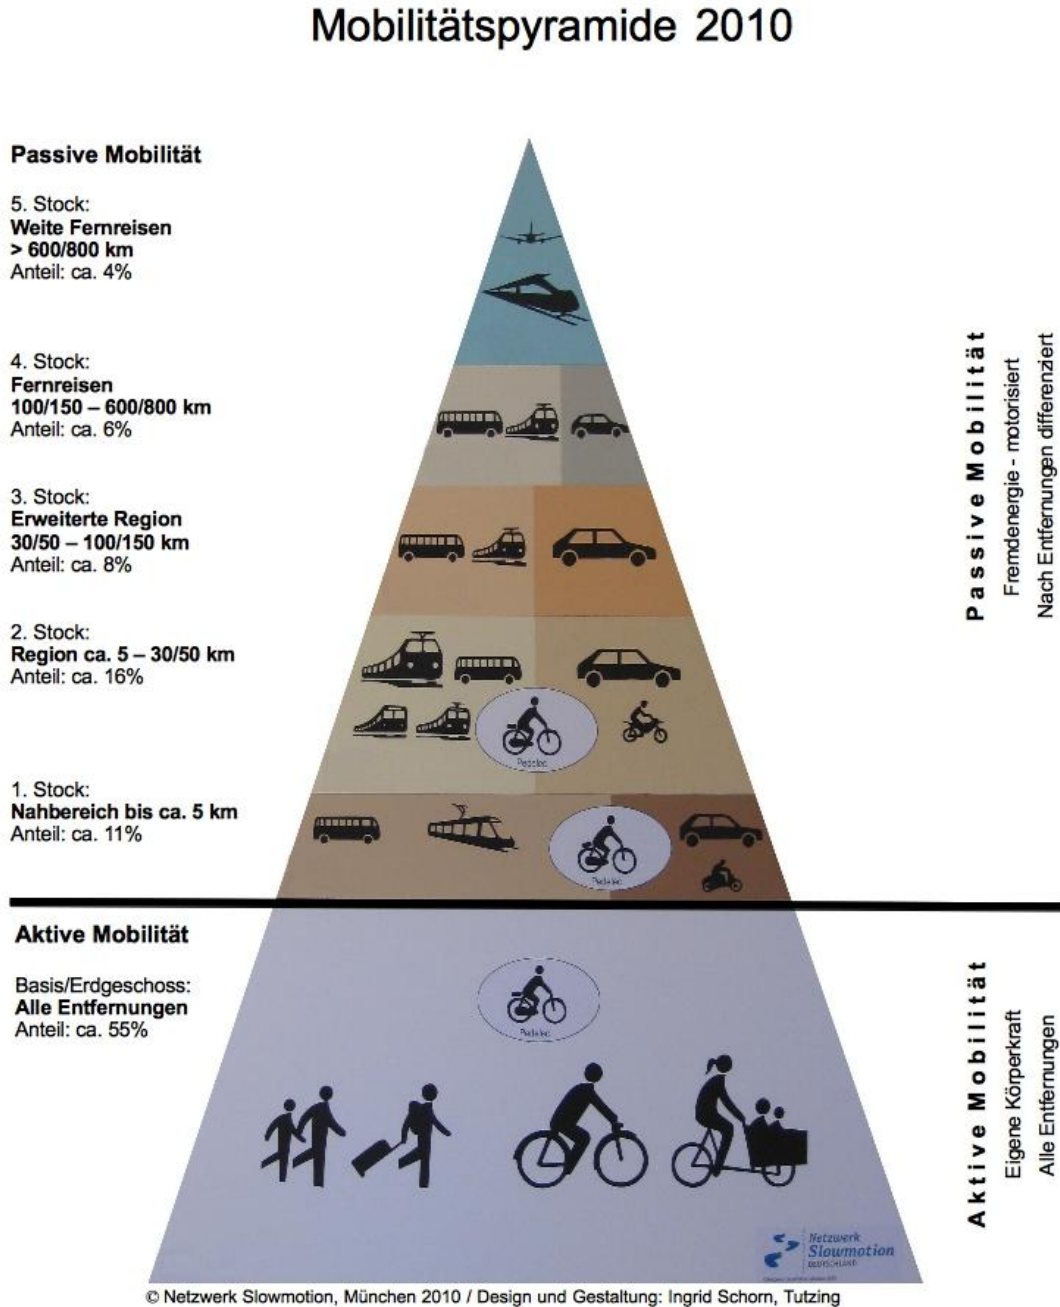 Mobilitätspyramide 2010
Passive Mobilität
5. Stock:
Weite Fernreisen
> 600/800 km
Anteil: ca. 4%
4. Stock:
Fernreisen
100/150 – 600/800 km
Anteil: ca. 6%
3. Stock:
Erweiterte Region
30/50 – 100/150 km
Anteil: ca. 8%
2. Stock:
Region ca. 5 – 30/50 km
Anteil: ca. 16%
Pedelec
1. Stock:
Nahbereich bis ca. 5 km
Anteil: ca. 11%
Pedelec
Passive Mobilität
Fremdenergie - motorisiert
Nach Entfernungen differenziert
Aktive Mobilität
Basis/Erdgeschoss:
Alle Entfernungen
Anteil: ca. 55%
Pedelec
Aktive Mobilität
Eigene Körperkraft
Alle Entfernungen
Netzwerk
Slowmotion
DEUTSCHLAND
© Netzwerk Slowmotion, München 2010 / Design und Gestaltung: Ingrid Schorn, Tutzing